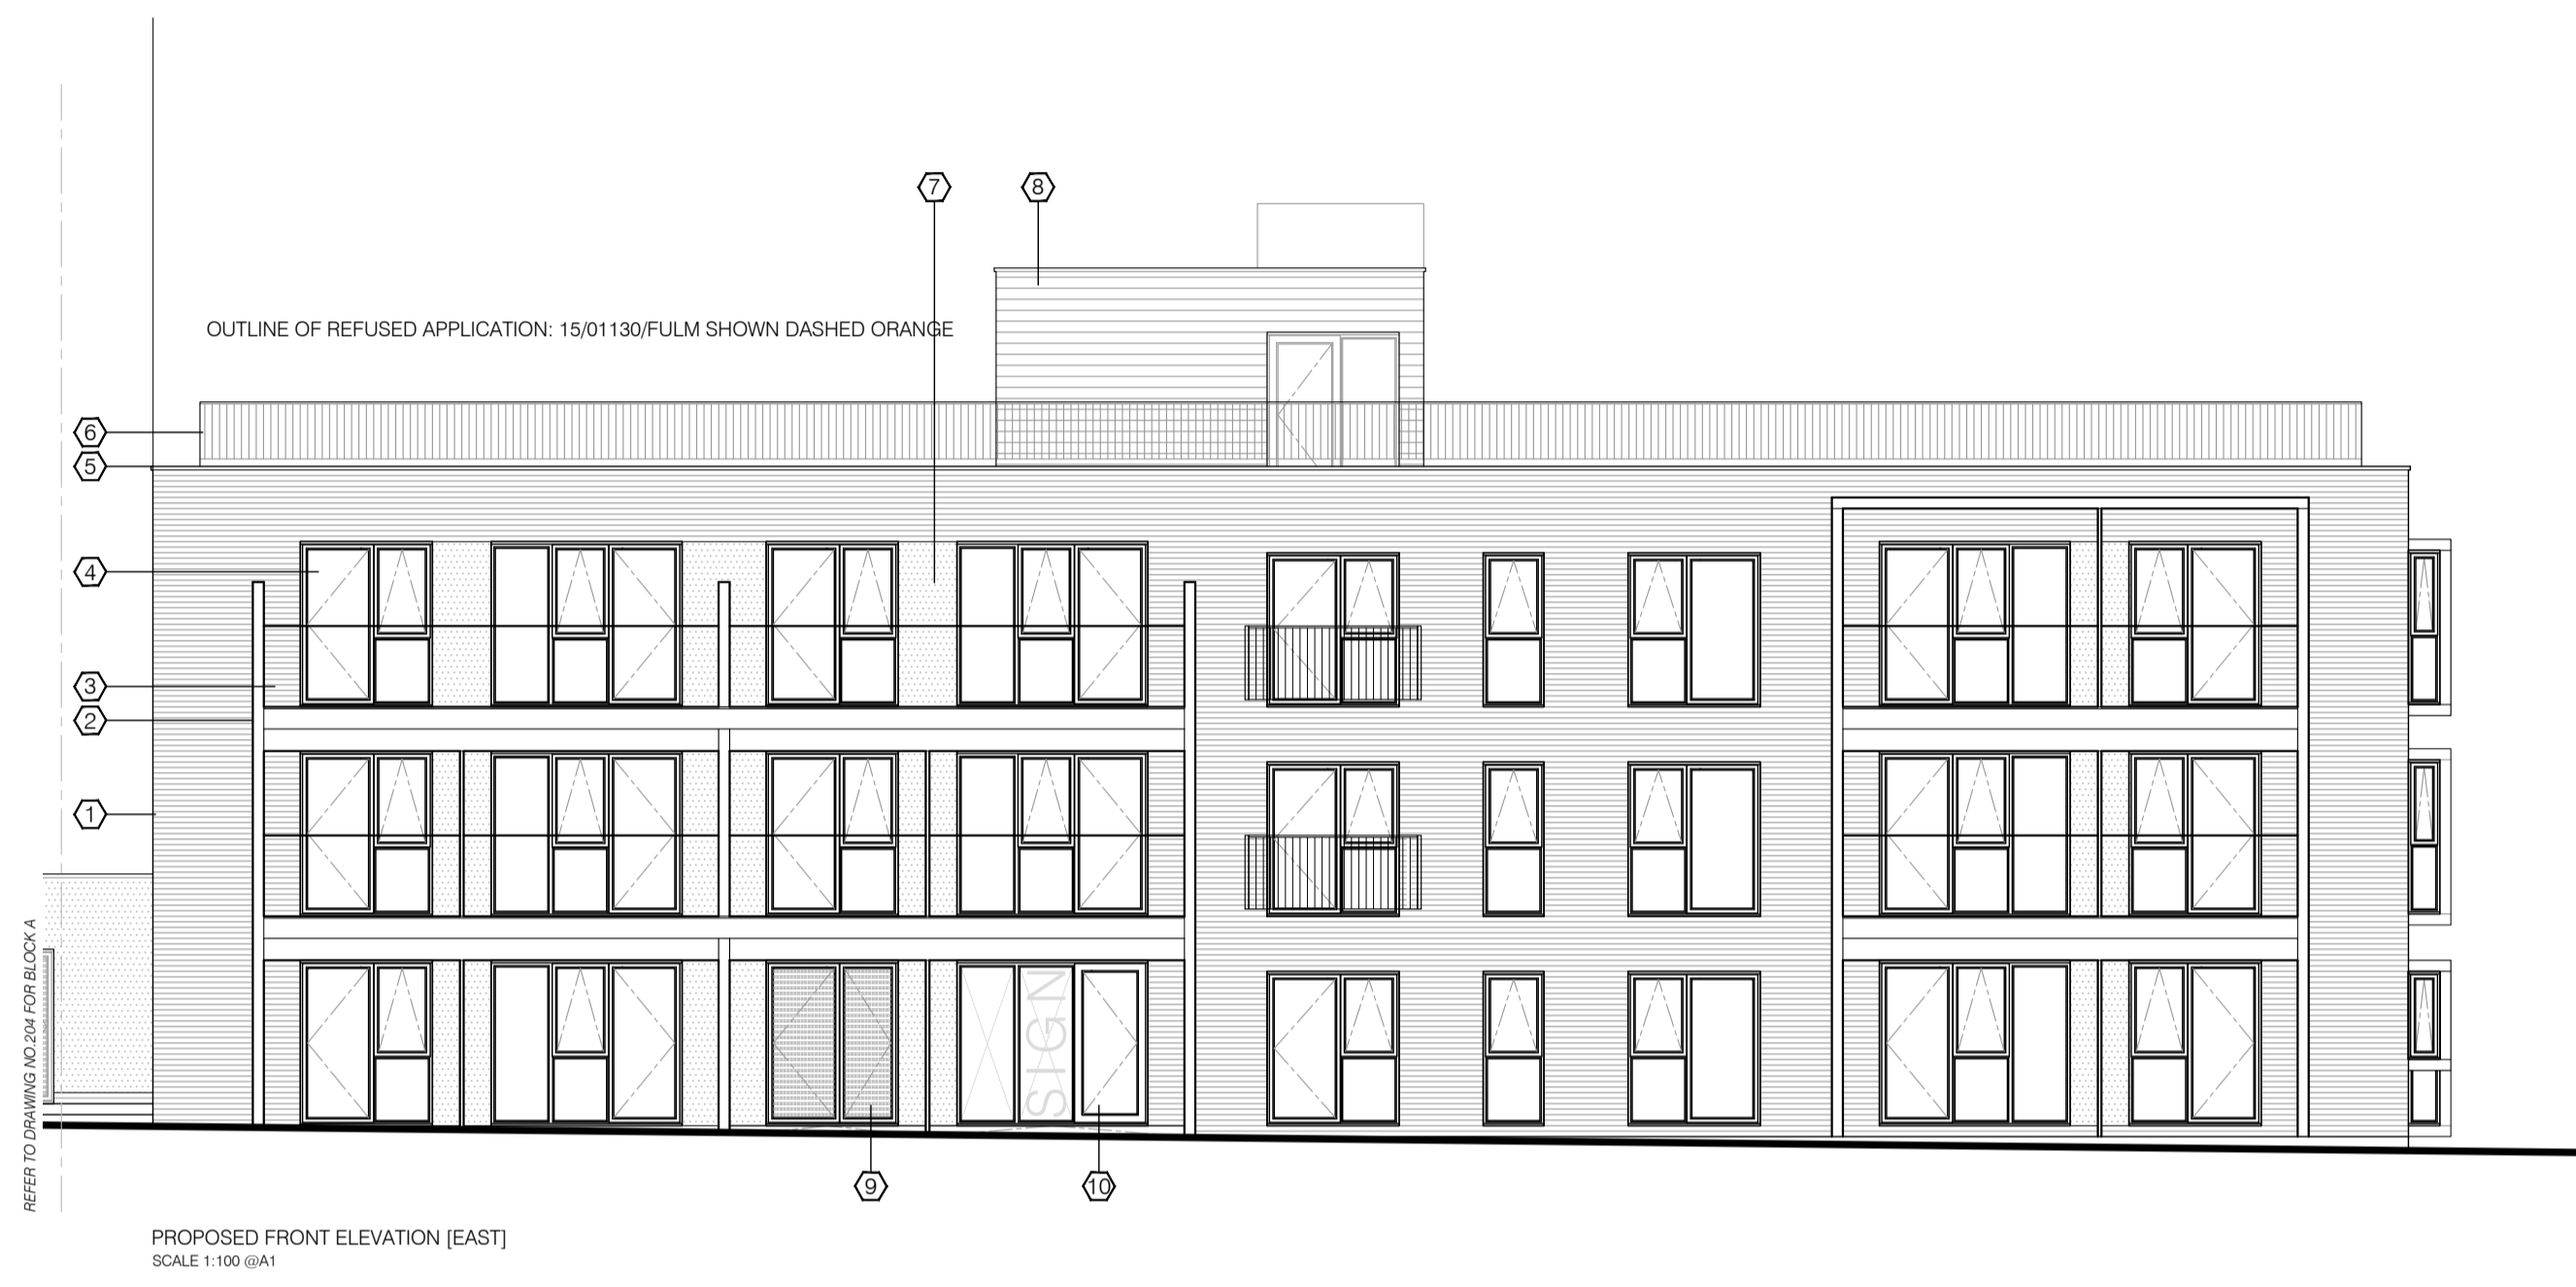 7
8
OUTLINE OF REFUSED APPLICATION: 15/01130/FULM SHOWN DASHED ORANGE
6
5
4
3
2
1
REFER TO DRAWING NO.204 FOR BLOCK A
SIGN
9
10
PROPOSED FRONT ELEVATION [EAST]
SCALE 1:100 @A1